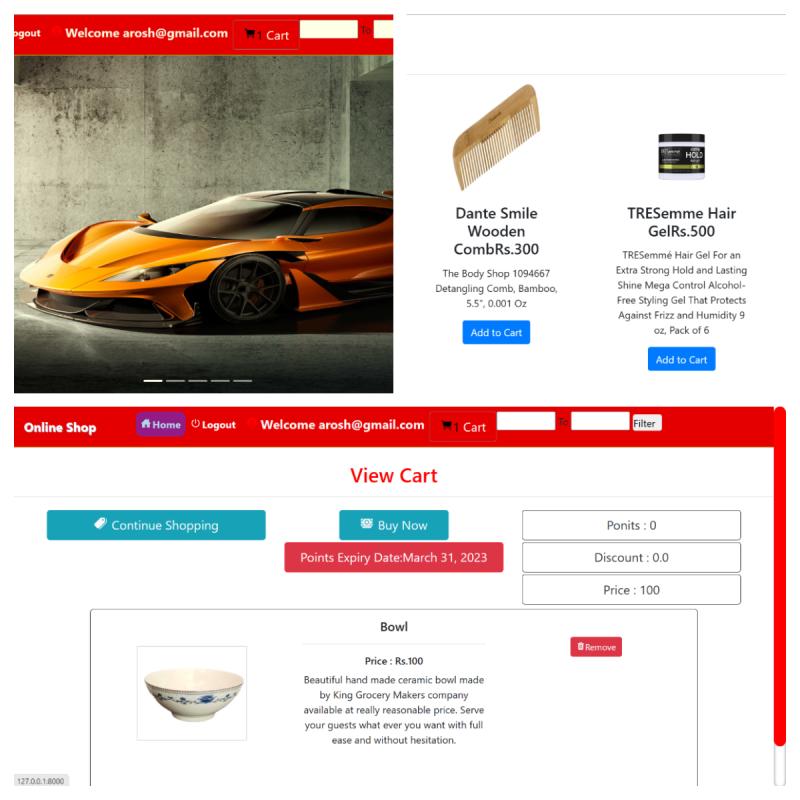 ogout Welcome arosh@gmail.com 1 Cart To
HOLD
Dante Smile
Wooden
CombRs.300
The Body Shop 1094667
Detangling Comb, Bamboo,
5.5", 0.001 Oz
Add to Cart
TRESemme Hair
GelRs.500
TRESemmé Hair Gel For an
Extra Strong Hold and Lasting
Shine Mega Control Alcohol-
Free Styling Gel That Protects
Against Frizz and Humidity 9
oz, Pack of 6
Add to Cart
Online Shop Home Logout Welcome arosh@gmail.com 1 Cart To Filter
View Cart
Continue Shopping
Buy Now
Points Expiry Date:March 31, 2023
Ponits : 0
Discount : 0.0
Price : 100
Bowl
Price : Rs.100
Beautiful hand made ceramic bowl made
by King Grocery Makers company
available at really reasonable price. Serve
your guests what ever you want with full
ease and without hesitation.
Remove
127.0.0.1:8000